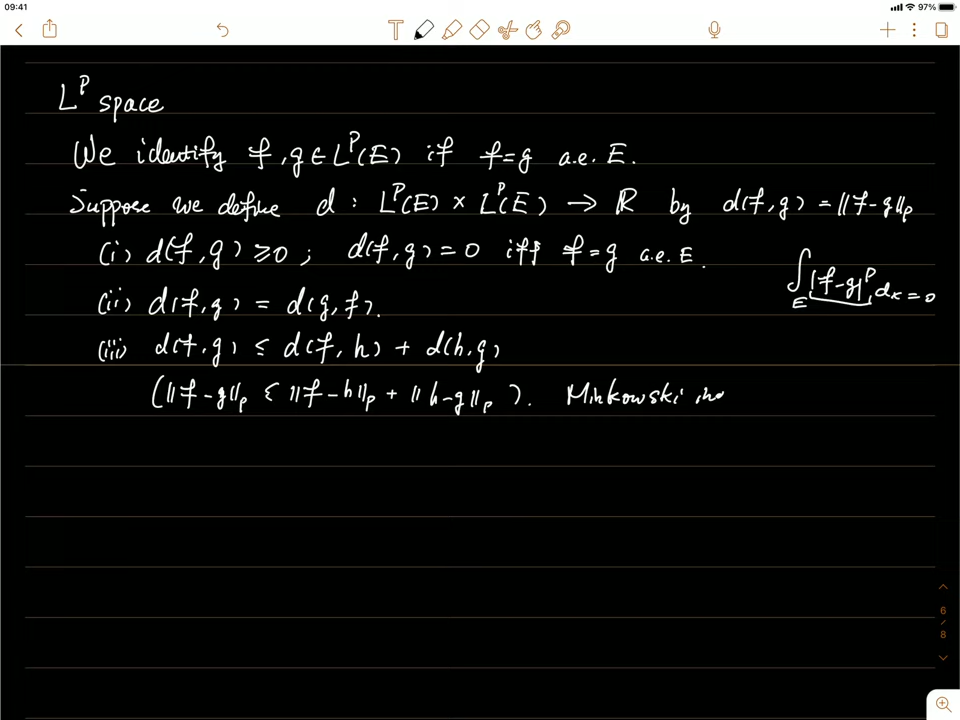 09:41 97%
L^p space
We identify f, g ∈ L^p(E) if f = g a.e. E.
Suppose we define d : L^p(E) × L^p(E) → ℝ by d(f,g) = ||f-g||_p
(i) d(f,g) ≥ 0 ; d(f,g) = 0 iff f = g a.e. E.
∫_E |f-g|^p dx = 0
(ii) d(f,g) = d(g,f).
(iii) d(f,g) ≤ d(f,h) + d(h,g)
(||f-g||_p ≤ ||f-h||_p + ||h-g||_p). Minkowski ine
6
/
8